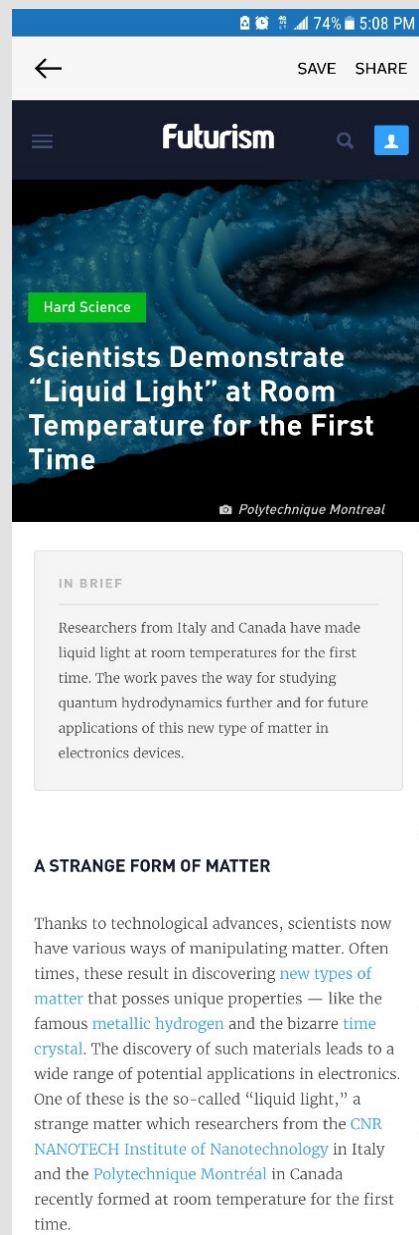 74% 5:08 PM
SAVE SHARE
Futurism
Hard Science
Scientists Demonstrate
“Liquid Light” at Room
Temperature for the First
Time
Polytechnique Montreal
IN BRIEF
Researchers from Italy and Canada have made
liquid light at room temperatures for the first
time. The work paves the way for studying
quantum hydrodynamics further and for future
applications of this new type of matter in
electronics devices.
A STRANGE FORM OF MATTER
Thanks to technological advances, scientists now
have various ways of manipulating matter. Often
times, these result in discovering new types of
matter that posses unique properties — like the
famous metallic hydrogen and the bizarre time
crystal. The discovery of such materials leads to a
wide range of potential applications in electronics.
One of these is the so-called “liquid light,” a
strange matter which researchers from the CNR
NANOTECH Institute of Nanotechnology in Italy
and the Polytechnique Montréal in Canada
recently formed at room temperature for the first
time.